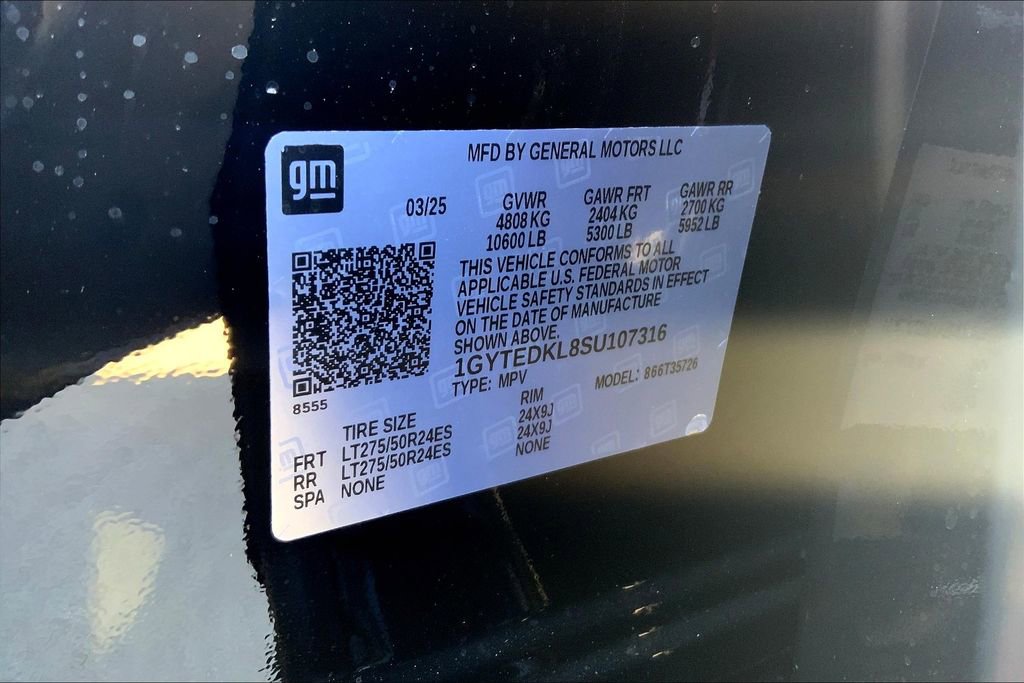 gm
MFD BY GENERAL MOTORS LLC
03/25
GVWR GAWR FRT GAWR RR
4808 KG 2404 KG 2700 KG
10600 LB 5300 LB 5952 LB
THIS VEHICLE CONFORMS TO ALL
APPLICABLE U.S. FEDERAL MOTOR
VEHICLE SAFETY STANDARDS IN EFFECT
ON THE DATE OF MANUFACTURE
SHOWN ABOVE.
1GYTEDKL8SU107316
TYPE: MPV MODEL: 866T35726
8555
TIRE SIZE RIM
FRT LT275/50R24ES 24X9J
RR LT275/50R24ES 24X9J
SPA NONE NONE